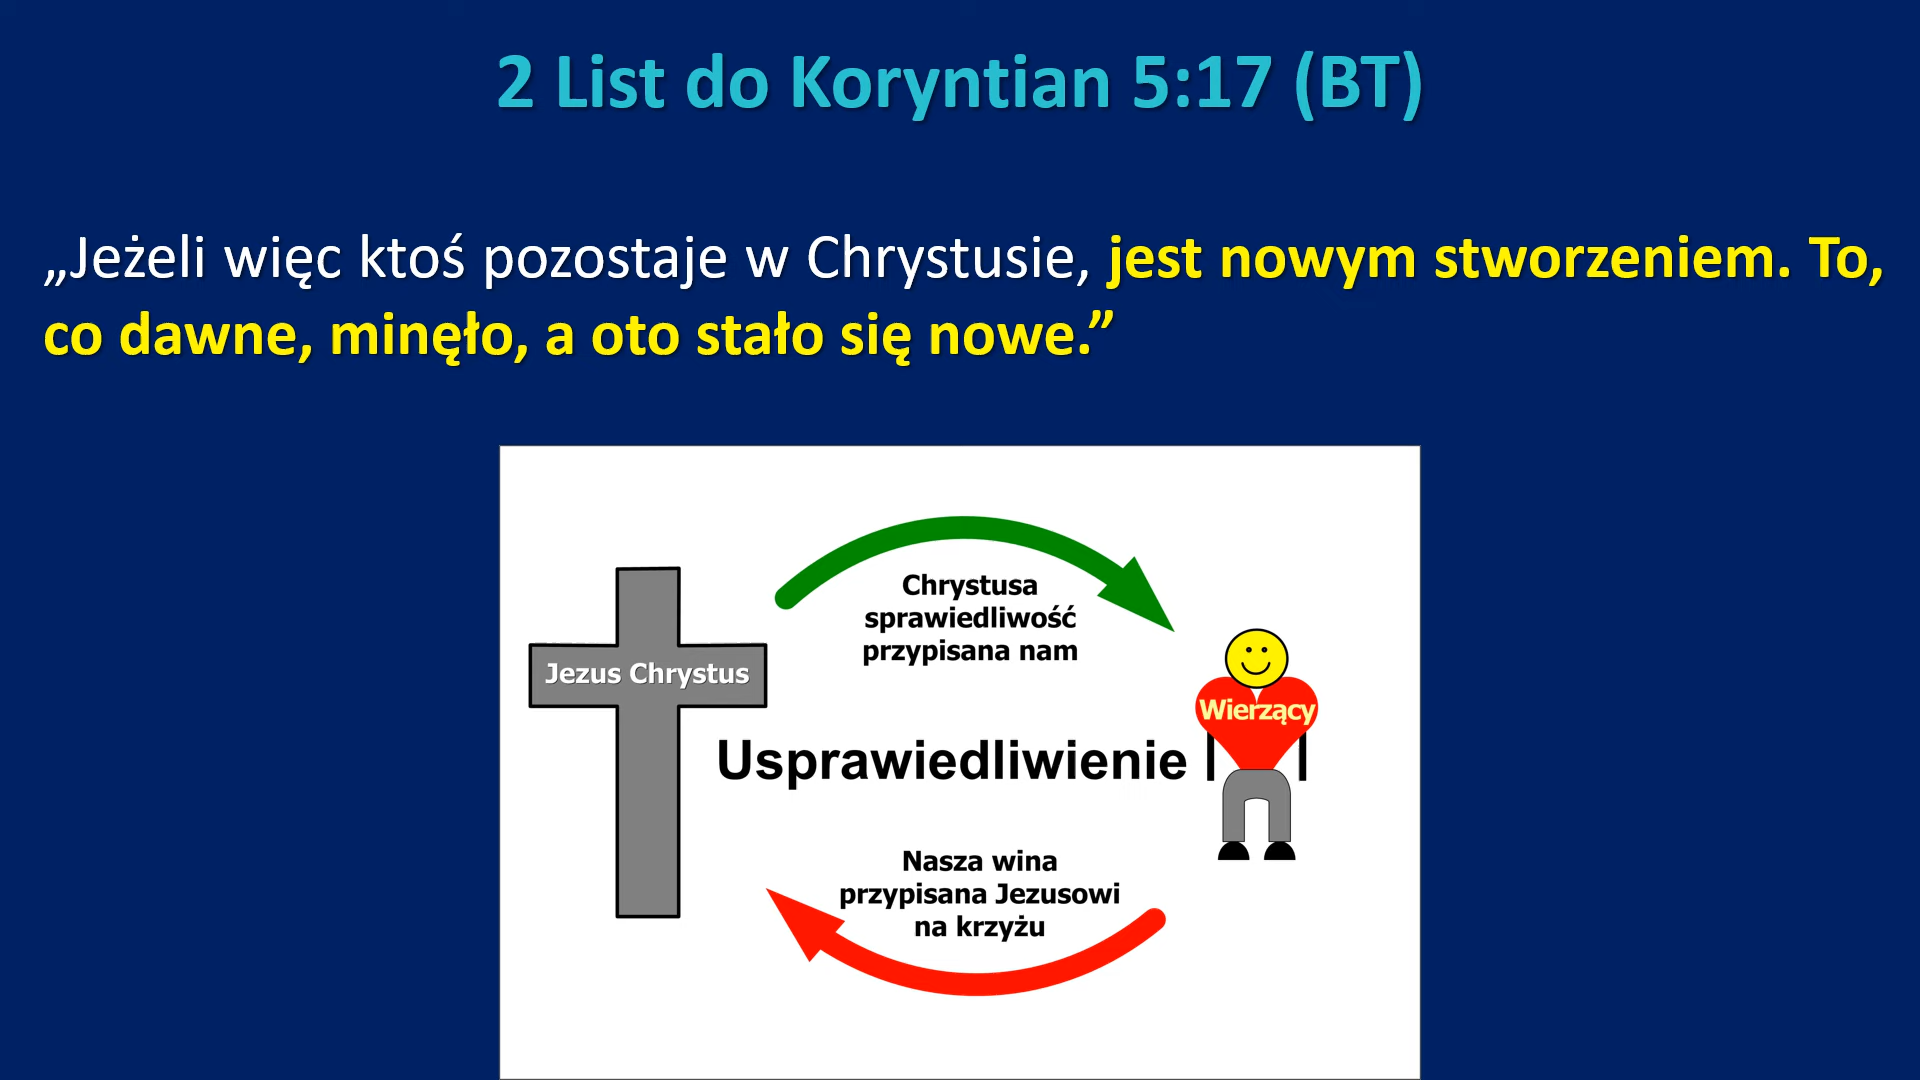 2 List do Koryntian 5:17 (BT)
„Jeżeli więc ktoś pozostaje w Chrystusie, jest nowym stworzeniem. To,
co dawne, minęło, a oto stało się nowe.”
Chrystusa
sprawiedliwość
przypisana nam
Jezus Chrystus
Wierzący
Usprawiedliwienie
Nasza wina
przypisana Jezusowi
na krzyżu